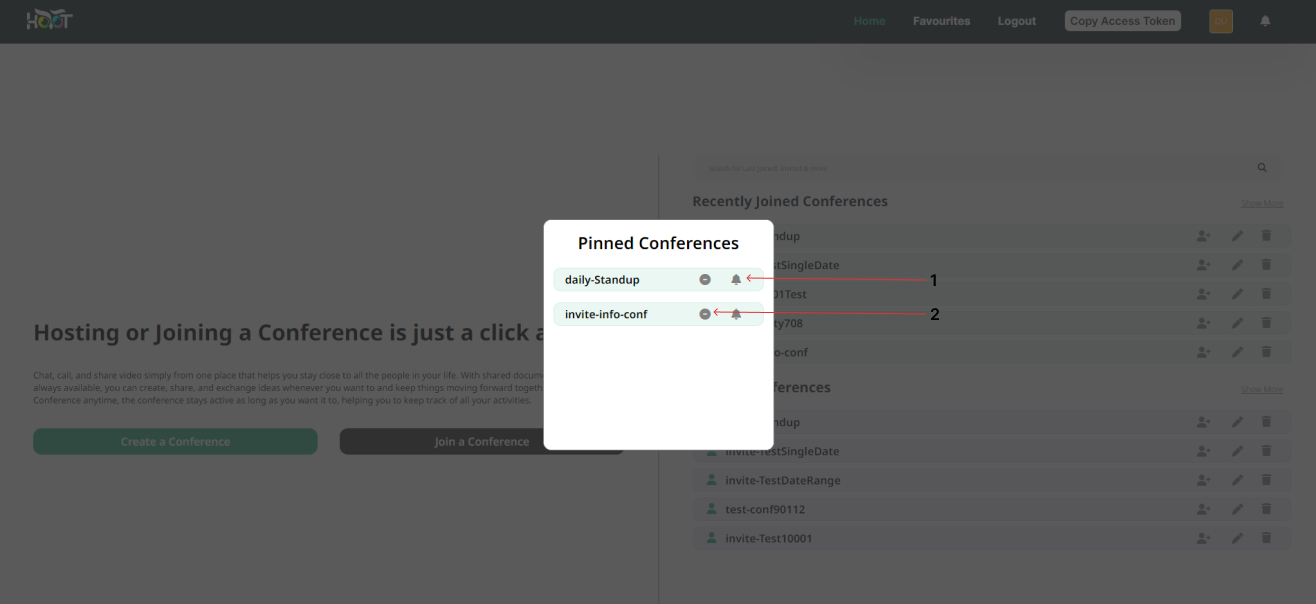 HOOT
Home Favourites Logout Copy Access Token DU
Search for Last Joined, Joined & more
Recently Joined Conferences Show More
ndup
tSingleDate
01Test
ty708
o-conf
Pinned Conferences
daily-Standup
1
invite-info-conf
2
Hosting or Joining a Conference is just a click a
Chat, call, and share video simply from one place that helps you stay close to all the people in your life. With shared docum
always available, you can create, share, and exchange ideas whenever you want to and keep things moving forward togeth
Conference anytime, the conference stays active as long as you want it to, helping you to keep track of all your activities.
Create a Conference Join a Conference
ferences Show More
ndup
invite-TestSingleDate
invite-TestDateRange
test-conf90112
invite-Test10001